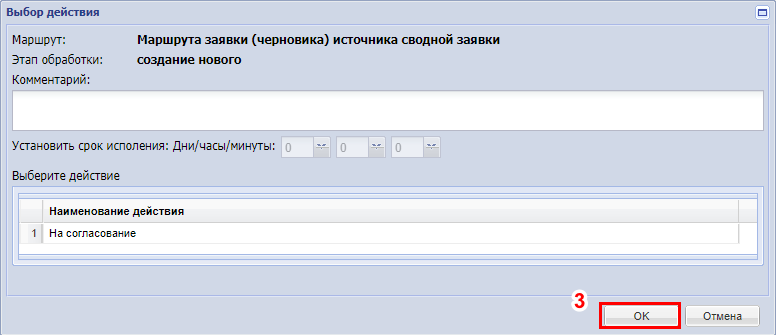 Выбор действия
Маршрут: Маршрута заявки (черновика) источника сводной заявки
Этап обработки: создание нового
Комментарий:
Установить срок исполения: Дни/часы/минуты: 0 0 0
Выберите действие
Наименование действия
1 На согласование
3
OK Отмена